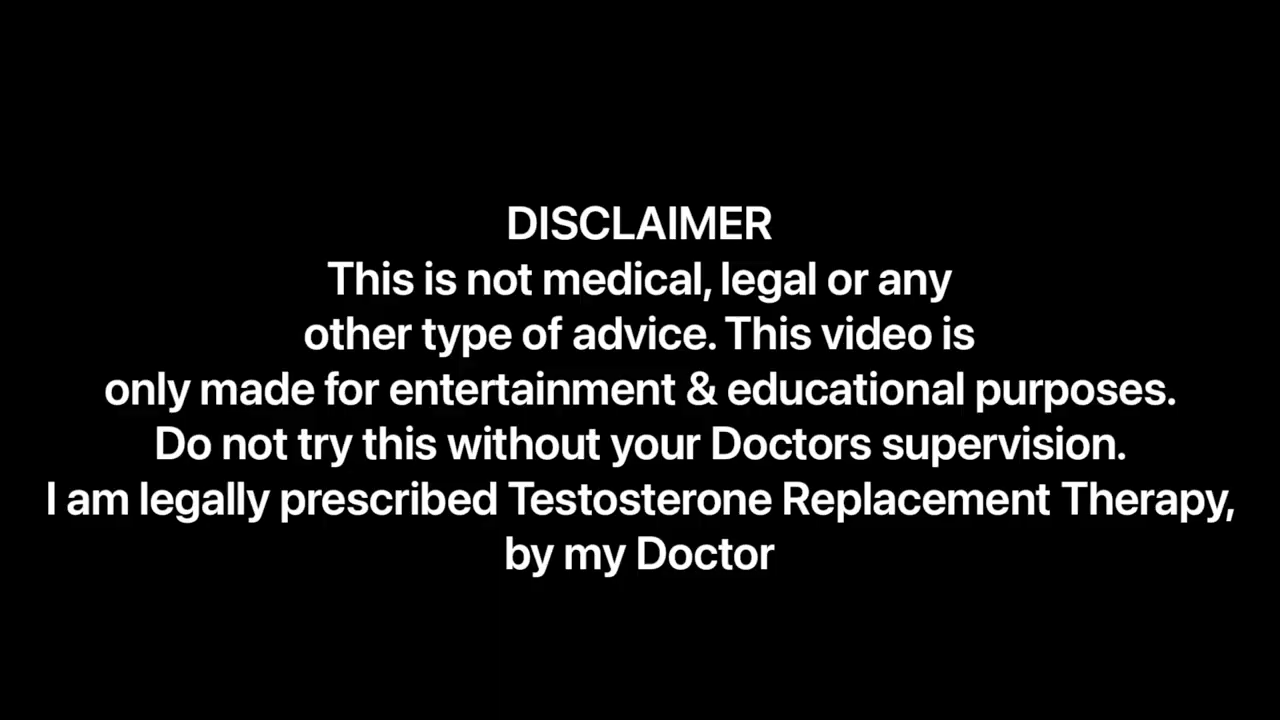 DISCLAIMER
This is not medical, legal or any
other type of advice. This video is
only made for entertainment & educational purposes.
Do not try this without your Doctors supervision.
I am legally prescribed Testosterone Replacement Therapy,
by my Doctor